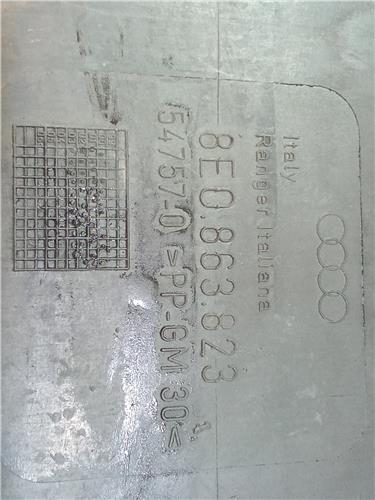 Italy
Ranger Italiana
8E0.863.823
(54757-0) >PP-GM 30<